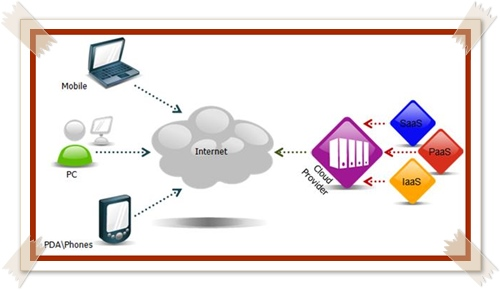 Mobile
PC
PDA\Phones
Internet
Cloud
Provider
SaaS
PaaS
IaaS